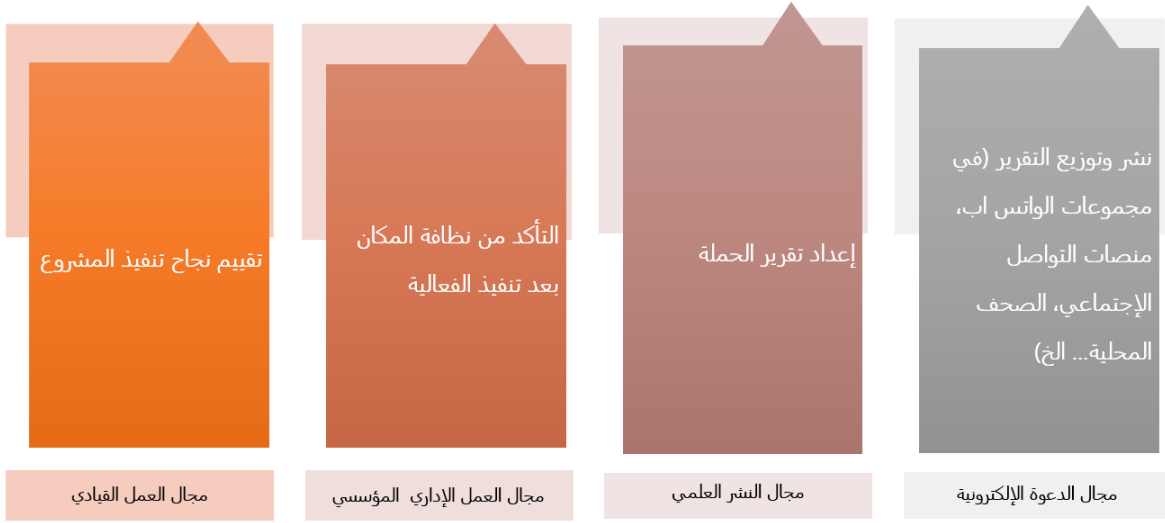 نشر وتوزيع التقرير (في
مجموعات الواتس اب،
منصات التواصل
الإجتماعي، الصحف
المحلية... الخ)
مجال الدعوة الإلكترونية
إعداد تقرير الحملة
مجال النشر العلمي
التأكد من نظافة المكان
بعد تنفيذ الفعالية
مجال العمل الإداري المؤسسي
تقييم نجاح تنفيذ المشروع
مجال العمل القيادي